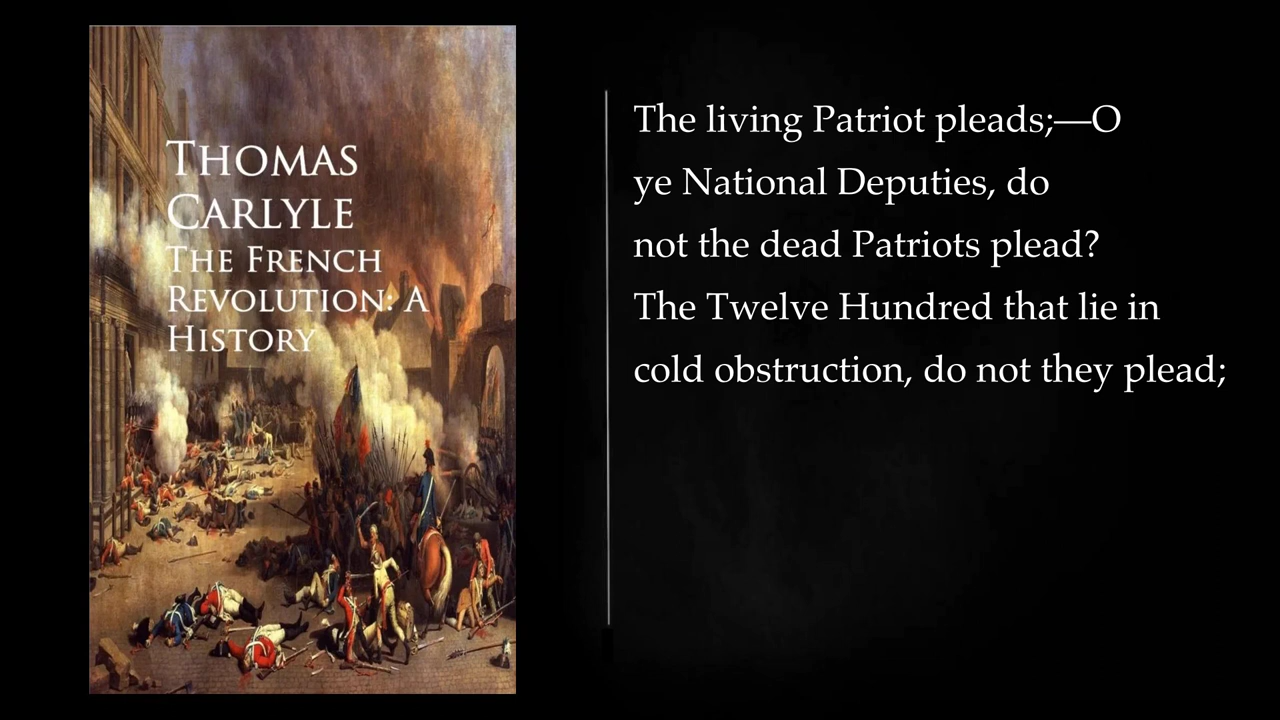 THOMAS
CARLYLE
THE FRENCH
REVOLUTION: A
HISTORY
The living Patriot pleads;—O
ye National Deputies, do
not the dead Patriots plead?
The Twelve Hundred that lie in
cold obstruction, do not they plead;